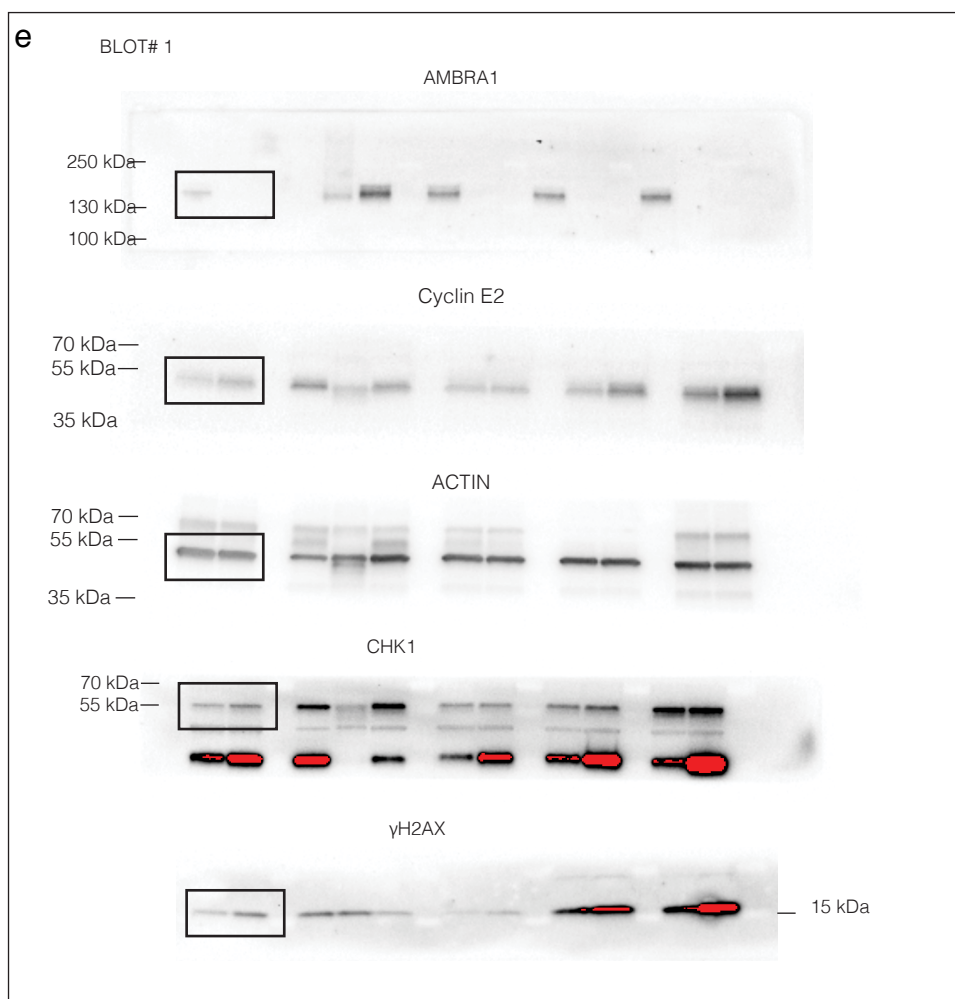 e
BLOT# 1
AMBRA1
250 kDa
130 kDa
100 kDa
Cyclin E2
70 kDa
55 kDa
35 kDa
ACTIN
70 kDa
55 kDa
35 kDa
CHK1
70 kDa
55 kDa
γH2AX
15 kDa